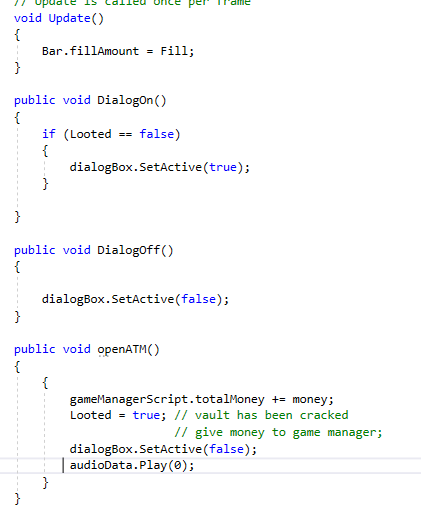 // Update is called once per frame
void Update()
{
    Bar.fillAmount = Fill;
}

public void DialogOn()
{
    if (Looted == false)
    {
        dialogBox.SetActive(true);
    }

}

public void DialogOff()
{

    dialogBox.SetActive(false);
}

public void openATM()
{
    {
        gameManagerScript.totalMoney += money;
        Looted = true; // vault has been cracked
                       // give money to game manager;
        dialogBox.SetActive(false);
        audioData.Play(0);
    }
}